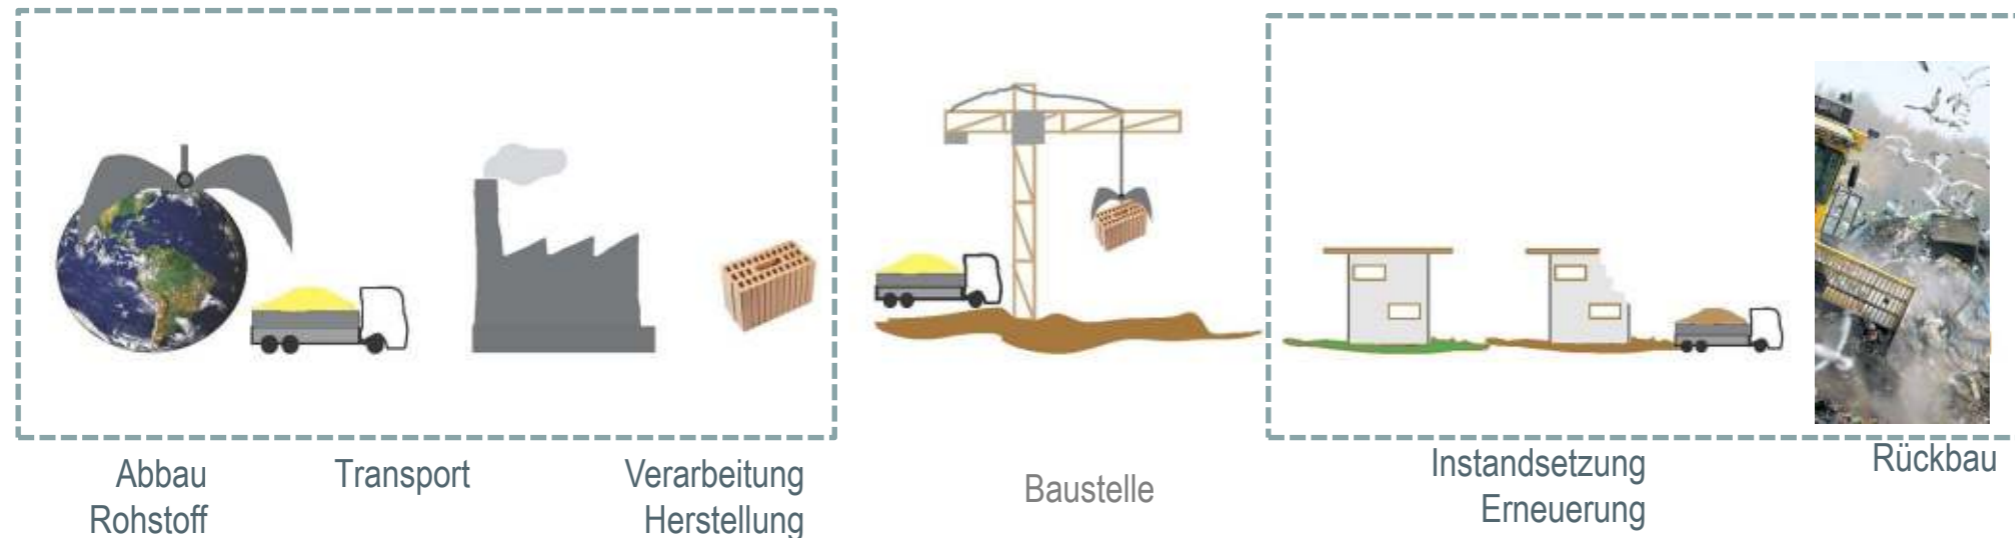 Abbau
Rohstoff
Transport
Verarbeitung
Herstellung
Baustelle
Instandsetzung
Erneuerung
Rückbau